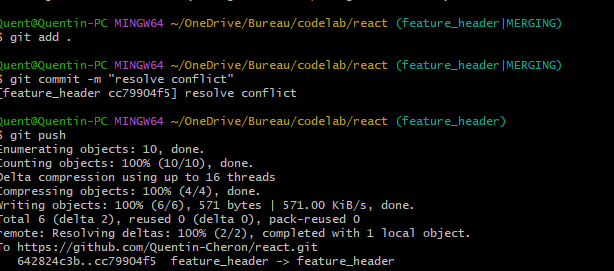 Quent@Quentin-PC MINGW64 ~/OneDrive/Bureau/codelab/react (feature_header|MERGING)
$ git add .
Quent@Quentin-PC MINGW64 ~/OneDrive/Bureau/codelab/react (feature_header|MERGING)
$ git commit -m "resolve conflict"
[feature_header cc79904f5] resolve conflict
Quent@Quentin-PC MINGW64 ~/OneDrive/Bureau/codelab/react (feature_header)
$ git push
Enumerating objects: 10, done.
Counting objects: 100% (10/10), done.
Delta compression using up to 16 threads
Compressing objects: 100% (4/4), done.
Writing objects: 100% (6/6), 571 bytes | 571.00 KiB/s, done.
Total 6 (delta 2), reused 0 (delta 0), pack-reused 0
remote: Resolving deltas: 100% (2/2), completed with 1 local object.
To https://github.com/Quentin-Cheron/react.git
642824c3b..cc79904f5 feature_header -> feature_header